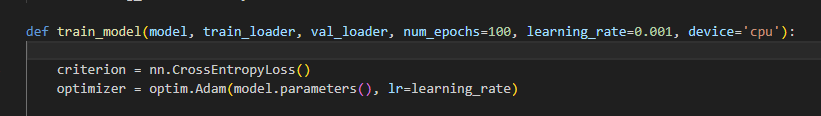 def train_model(model, train_loader, val_loader, num_epochs=100, learning_rate=0.001, device='cpu'):
    criterion = nn.CrossEntropyLoss()
    optimizer = optim.Adam(model.parameters(), lr=learning_rate)